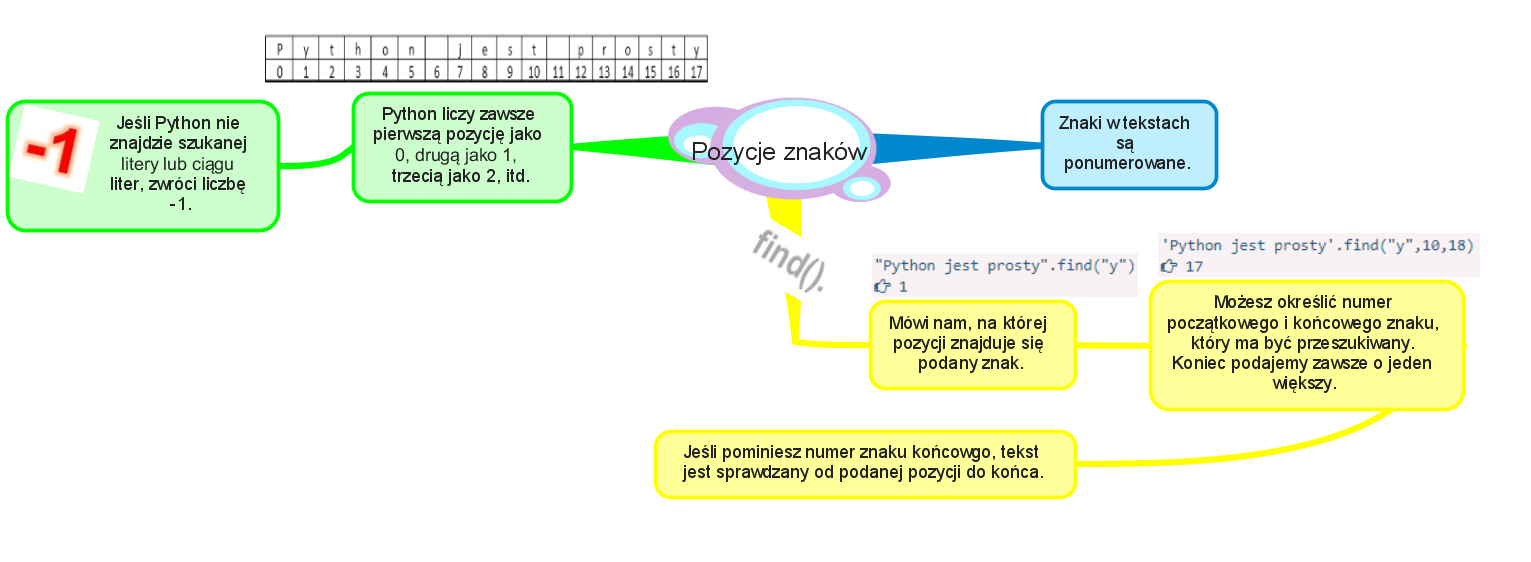 P y t h o n j e s t p r o s t y
0 1 2 3 4 5 6 7 8 9 10 11 12 13 14 15 16 17
-1
Jeśli Python nie
znajdzie szukanej
litery lub ciągu
liter, zwróci liczbę
-1.
Python liczy zawsze
pierwszą pozycję jako
0, drugą jako 1,
trzecią jako 2, itd.
Pozycje znaków
Znaki w tekstach
są
ponumerowane.
find().
"Python jest prosty".find("y")
1
Mówi nam, na której
pozycji znajduje się
podany znak.
'Python jest prosty'.find("y",10,18)
17
Możesz określić numer
początkowego i końcowego znaku,
który ma być przeszukiwany.
Koniec podajemy zawsze o jeden
większy.
Jeśli pominiesz numer znaku końcowgo, tekst
jest sprawdzany od podanej pozycji do końca.